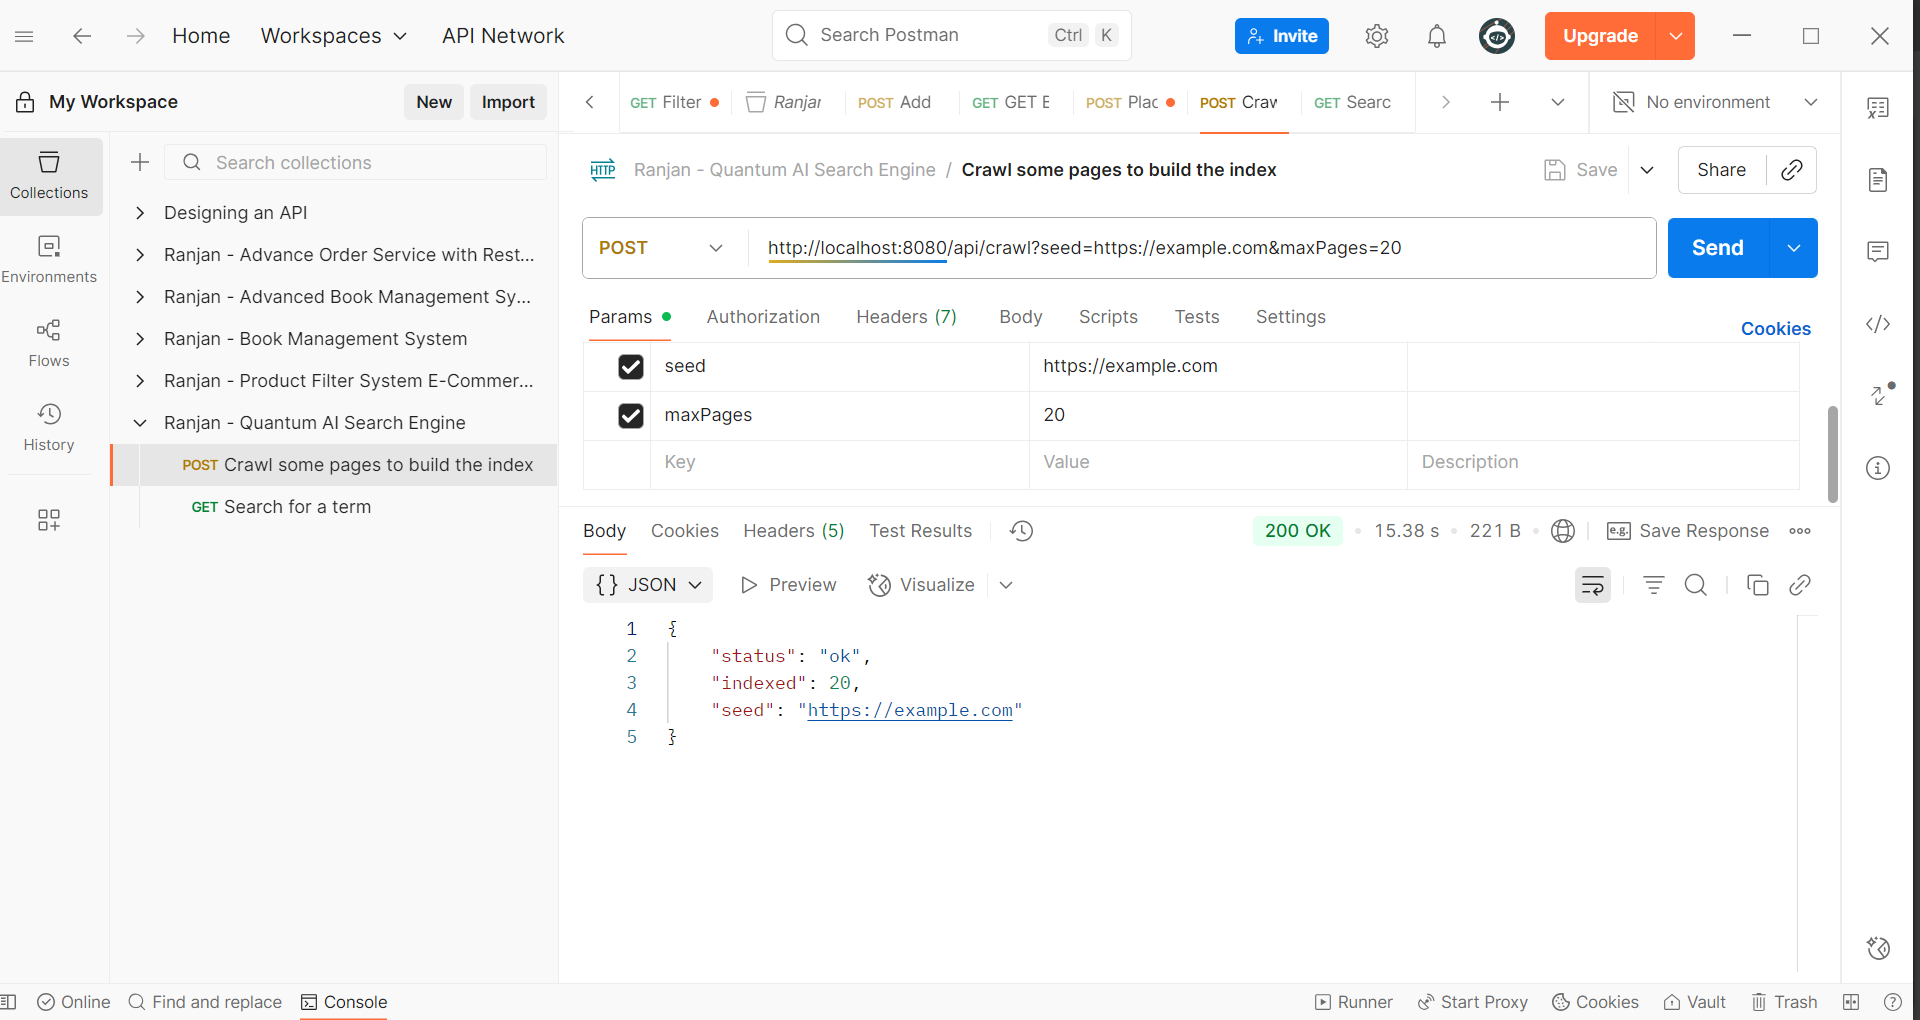 Home Workspaces API Network Search Postman Ctrl K Invite Upgrade
My Workspace New Import
GET Filter Ranjar POST Add GET GET E POST Plac POST Craw GET Searc No environment
Collections
Environments
Flows
History
Search collections
Designing an API
Ranjan - Advance Order Service with Rest...
Ranjan - Advanced Book Management Sy...
Ranjan - Book Management System
Ranjan - Product Filter System E-Commer...
Ranjan - Quantum AI Search Engine
POST Crawl some pages to build the index
GET Search for a term
HTTP Ranjan - Quantum AI Search Engine / Crawl some pages to build the index Save Share
POST http://localhost:8080/api/crawl?seed=https://example.com&maxPages=20 Send
Params Authorization Headers (7) Body Scripts Tests Settings Cookies
seed https://example.com
maxPages 20
Key Value Description
Body Cookies Headers (5) Test Results 200 OK 15.38 s 221 B e.g. Save Response
{} JSON Preview Visualize
1 {
2 "status": "ok",
3 "indexed": 20,
4 "seed": "https://example.com"
5 }
Online Find and replace Console Runner Start Proxy Cookies Vault Trash